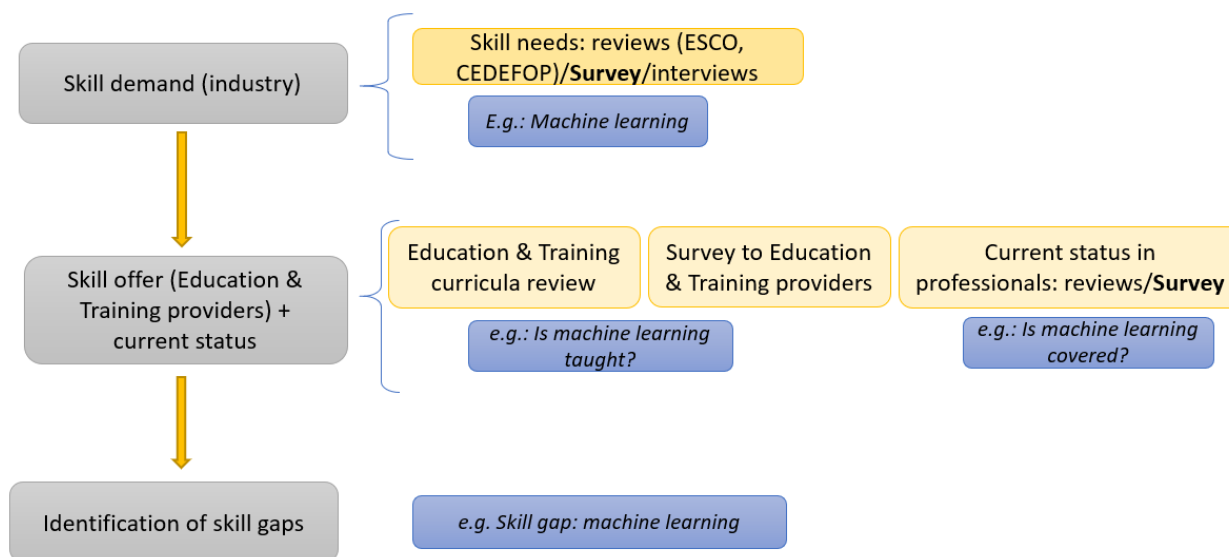 Skill demand (industry)
Skill needs: reviews (ESCO,
CEDEFOP)/Survey/interviews
E.g.: Machine learning
Skill offer (Education &
Training providers) +
current status
Education & Training
curricula review
Survey to Education
& Training providers
Current status in
professionals: reviews/Survey
e.g.: Is machine learning
taught?
e.g.: Is machine learning
covered?
Identification of skill gaps
e.g. Skill gap: machine learning